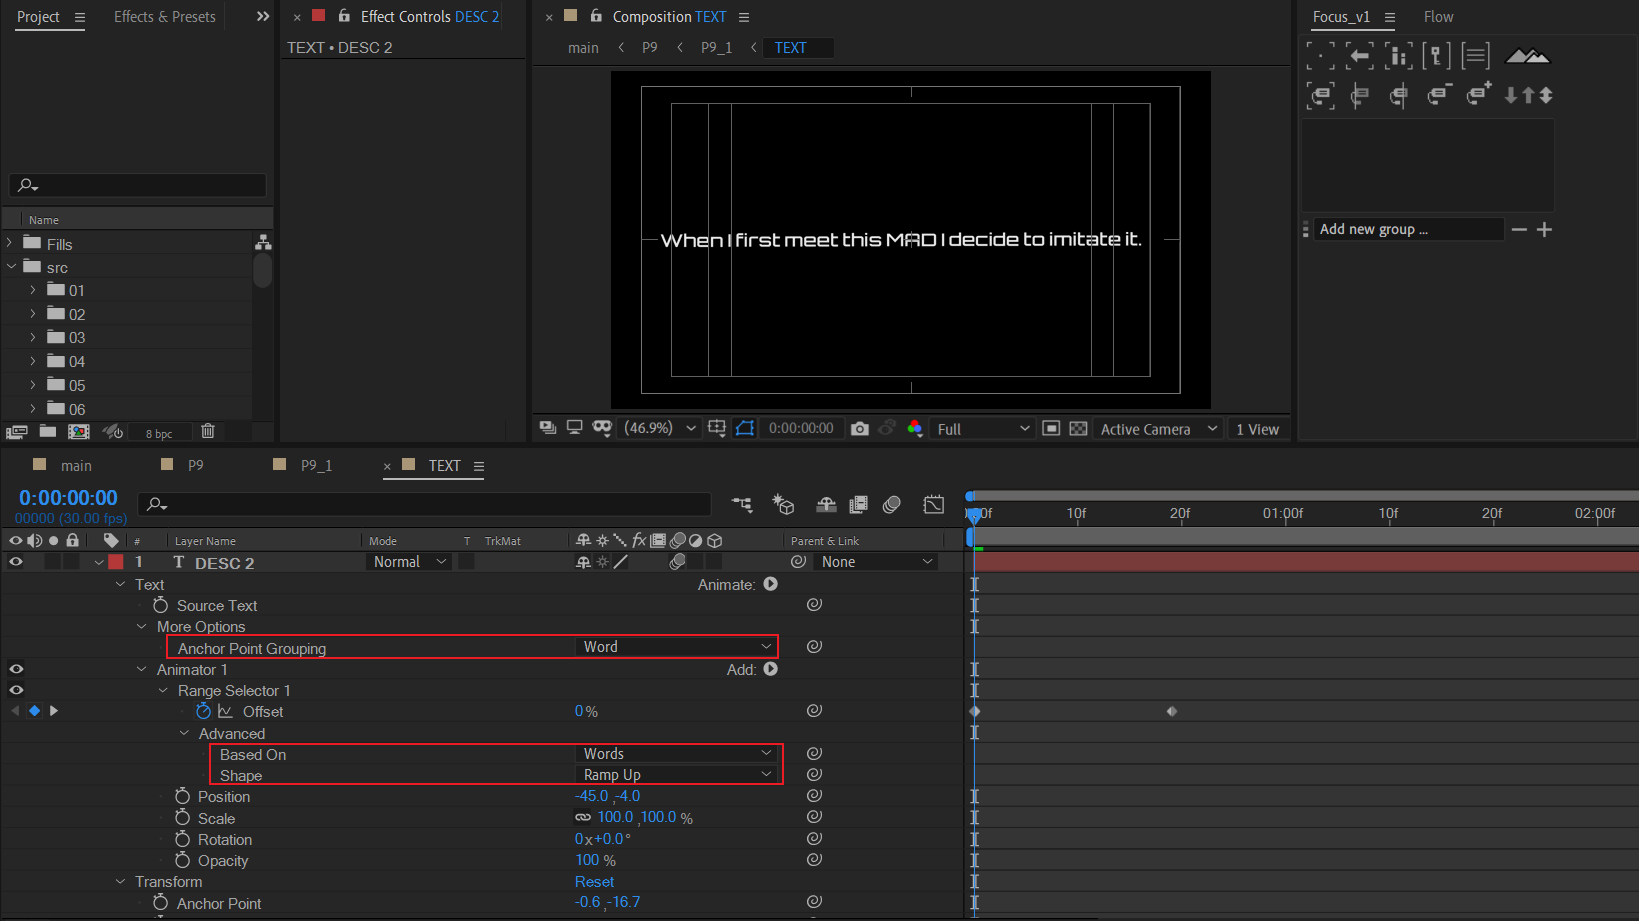 Project
Effects & Presets
Effect Controls DESC 2
Composition TEXT
Focus_v1
Flow
TEXT • DESC 2
main
P9
P9_1
TEXT
When I first meet this MAD I decide to imitate it.
Name
Fills
src
01
02
03
04
05
06
8 bpc
Add new group ...
(46.9%)
0:00:00:00
Full
Active Camera
1 View
main
P9
P9_1
TEXT
0:00:00:00
00000 (30.00 fps)
10f
20f
01:00f
10f
20f
02:00f
#
Layer Name
Mode
T
TrkMat
Parent & Link
1
T
DESC 2
Normal
None
Text
Animate:
Source Text
More Options
Anchor Point Grouping
Word
Animator 1
Add:
Range Selector 1
Offset
0%
Advanced
Based On
Words
Shape
Ramp Up
Position
-45.0 ,-4.0
Scale
100.0 ,100.0 %
Rotation
0x+0.0°
Opacity
100 %
Transform
Reset
Anchor Point
-0.6 ,-16.7